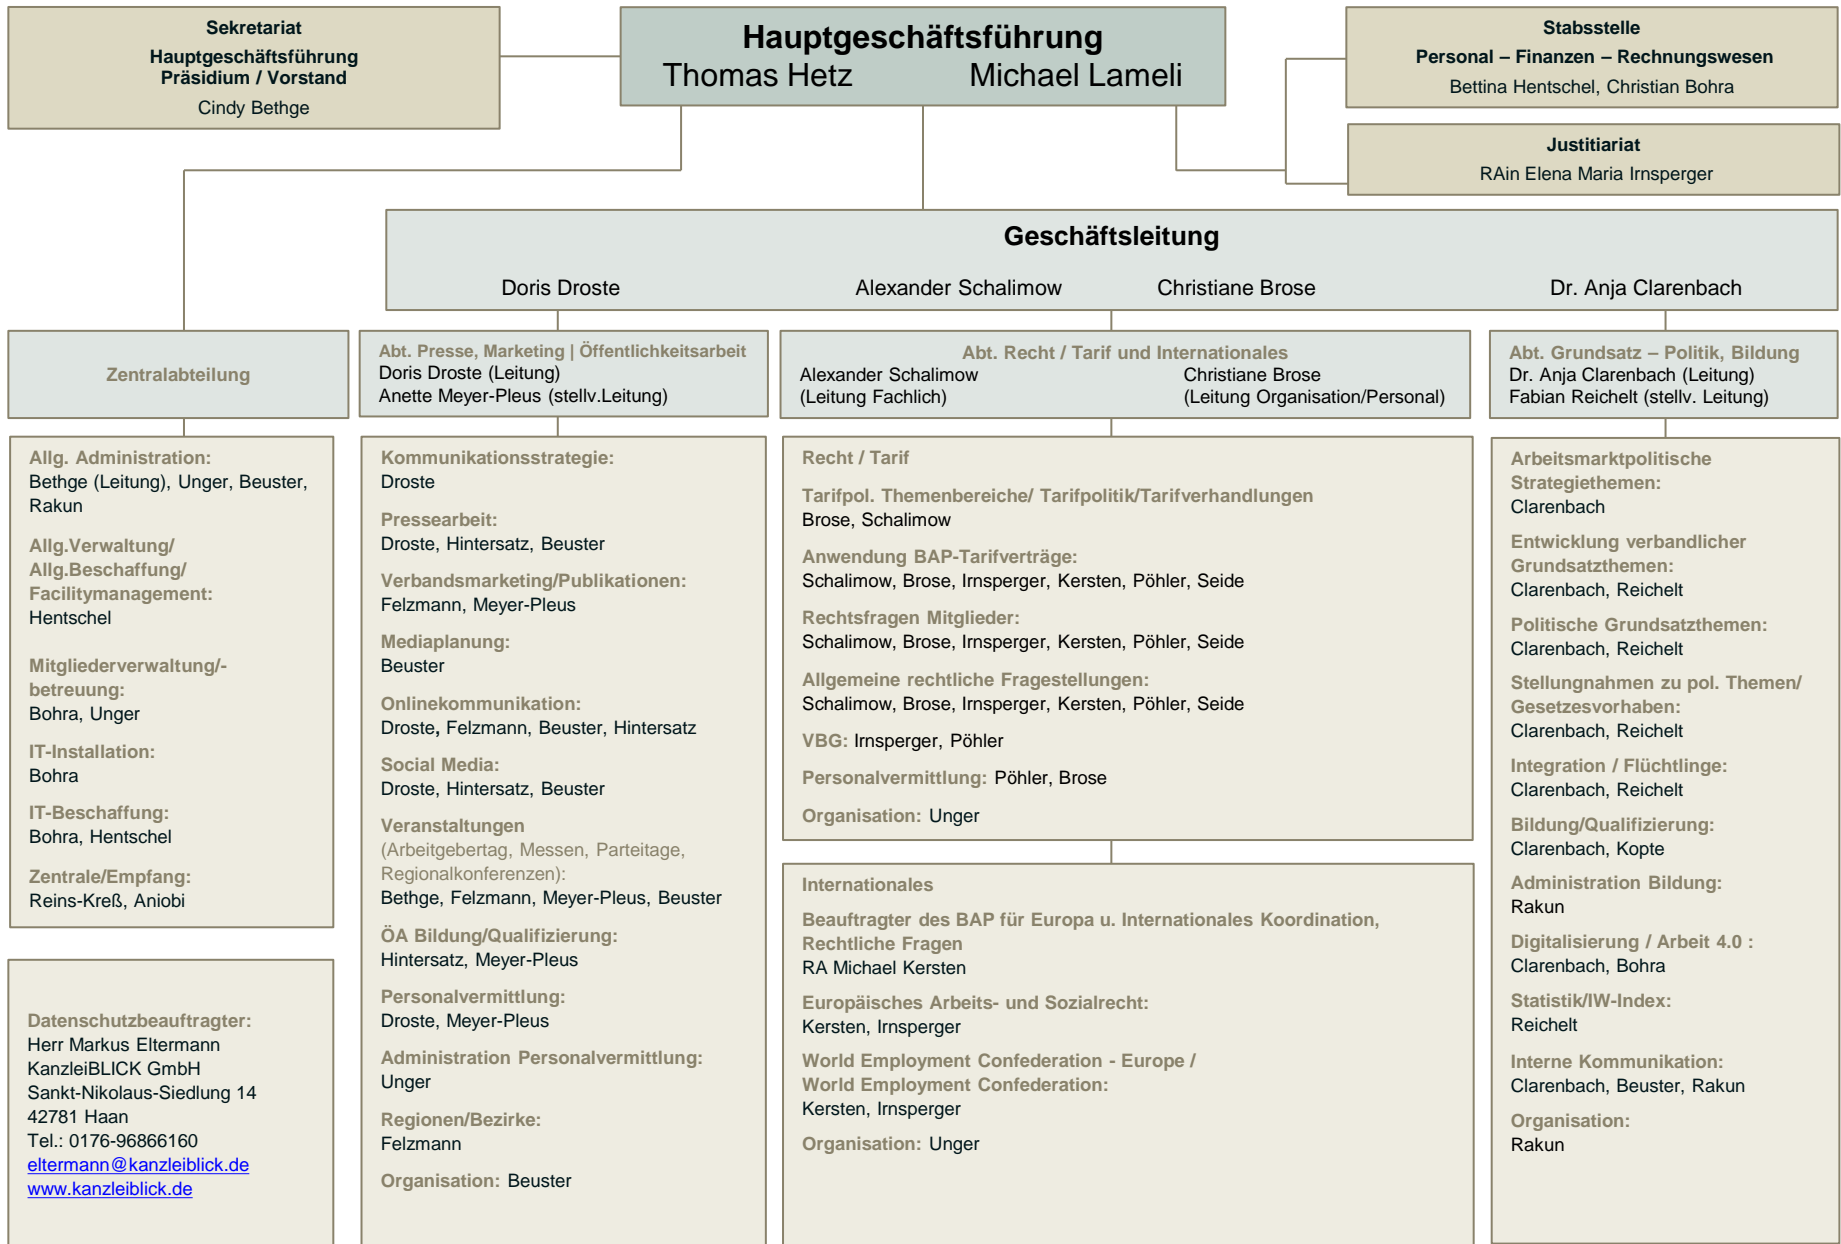 Sekretariat
Hauptgeschäftsführung
Präsidium / Vorstand
Cindy Bethge
Hauptgeschäftsführung
Thomas Hetz Michael Lameli
Stabsstelle
Personal – Finanzen – Rechnungswesen
Bettina Hentschel, Christian Bohra
Justitiariat
RAin Elena Maria Irnsperger
Geschäftsleitung
Doris Droste Alexander Schalimow Christiane Brose Dr. Anja Clarenbach
Zentralabteilung
Allg. Administration:
Bethge (Leitung), Unger, Beuster,
Rakun
Allg.Verwaltung/
Allg.Beschaffung/
Facilitymanagement:
Hentschel
Mitgliederverwaltung/-
betreuung:
Bohra, Unger
IT-Installation:
Bohra
IT-Beschaffung:
Bohra, Hentschel
Zentrale/Empfang:
Reins-Kreß, Aniobi
Datenschutzbeauftragter:
Herr Markus Eltermann
KanzleiBLICK GmbH
Sankt-Nikolaus-Siedlung 14
42781 Haan
Tel.: 0176-96866160
eltermann@kanzleiblick.de
www.kanzleiblick.de
Abt. Presse, Marketing | Öffentlichkeitsarbeit
Doris Droste (Leitung)
Anette Meyer-Pleus (stellv.Leitung)
Kommunikationsstrategie:
Droste
Pressearbeit:
Droste, Hintersatz, Beuster
Verbandsmarketing/Publikationen:
Felzmann, Meyer-Pleus
Mediaplanung:
Beuster
Onlinekommunikation:
Droste, Felzmann, Beuster, Hintersatz
Social Media:
Droste, Hintersatz, Beuster
Veranstaltungen
(Arbeitgebertag, Messen, Parteitage,
Regionalkonferenzen):
Bethge, Felzmann, Meyer-Pleus, Beuster
ÖA Bildung/Qualifizierung:
Hintersatz, Meyer-Pleus
Personalvermittlung:
Droste, Meyer-Pleus
Administration Personalvermittlung:
Unger
Regionen/Bezirke:
Felzmann
Organisation: Beuster
Abt. Recht / Tarif und Internationales
Alexander Schalimow Christiane Brose
(Leitung Fachlich) (Leitung Organisation/Personal)
Recht / Tarif
Tarifpol. Themenbereiche/ Tarifpolitik/Tarifverhandlungen
Brose, Schalimow
Anwendung BAP-Tarifverträge:
Schalimow, Brose, Irnsperger, Kersten, Pöhler, Seide
Rechtsfragen Mitglieder:
Schalimow, Brose, Irnsperger, Kersten, Pöhler, Seide
Allgemeine rechtliche Fragestellungen:
Schalimow, Brose, Irnsperger, Kersten, Pöhler, Seide
VBG: Irnsperger, Pöhler
Personalvermittlung: Pöhler, Brose
Organisation: Unger
Internationales
Beauftragter des BAP für Europa u. Internationales Koordination,
Rechtliche Fragen
RA Michael Kersten
Europäisches Arbeits- und Sozialrecht:
Kersten, Irnsperger
World Employment Confederation - Europe /
World Employment Confederation:
Kersten, Irnsperger
Organisation: Unger
Abt. Grundsatz – Politik, Bildung
Dr. Anja Clarenbach (Leitung)
Fabian Reichelt (stellv. Leitung)
Arbeitsmarktpolitische
Strategiethemen:
Clarenbach
Entwicklung verbandlicher
Grundsatzthemen:
Clarenbach, Reichelt
Politische Grundsatzthemen:
Clarenbach, Reichelt
Stellungnahmen zu pol. Themen/
Gesetzesvorhaben:
Clarenbach, Reichelt
Integration / Flüchtlinge:
Clarenbach, Reichelt
Bildung/Qualifizierung:
Clarenbach, Kopte
Administration Bildung:
Rakun
Digitalisierung / Arbeit 4.0 :
Clarenbach, Bohra
Statistik/IW-Index:
Reichelt
Interne Kommunikation:
Clarenbach, Beuster, Rakun
Organisation:
Rakun